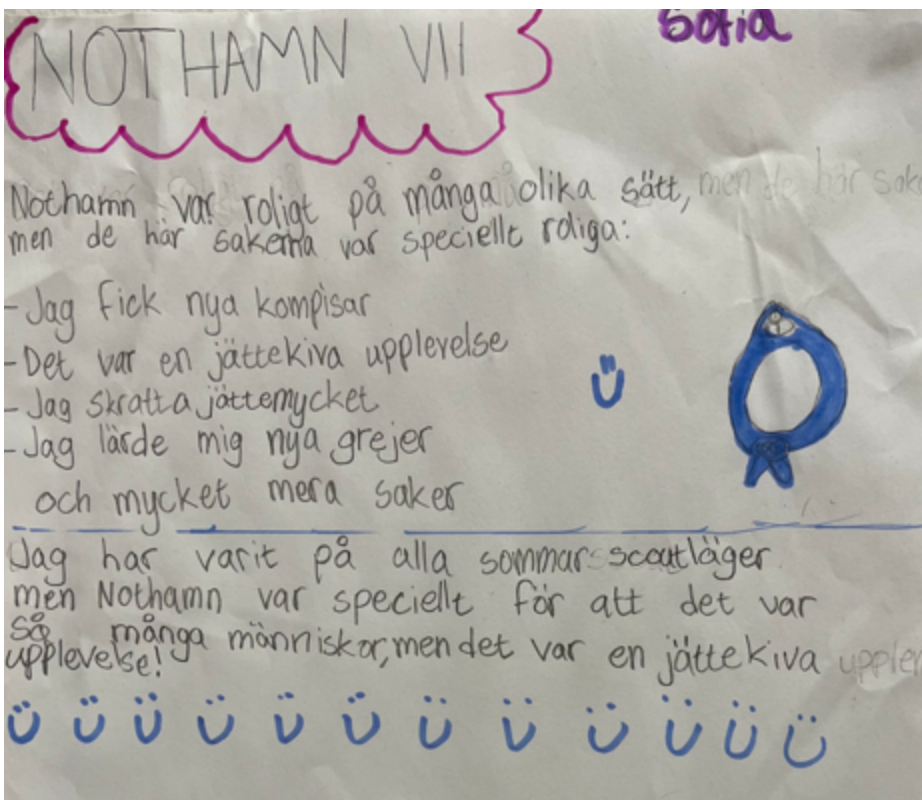 NOTHAMN VII
Sofia
Nothamn var roligt på många olika sätt, men de här sak
men de här sakerna var speciellt roliga:
- Jag fick nya kompisar
- Det var en jättekiva upplevelse
- Jag skratta jättemycket
- Jag lärde mig nya grejer
och mycket mera saker
Jag har varit på alla sommar scoutläger
men Nothamn var speciellt för att det var
så många människor, men det var en jättekiva upplev
upplevelse!